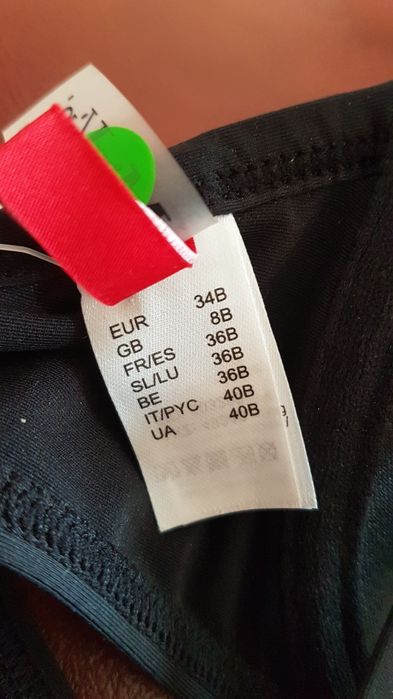 EUR 34B
GB 8B
FR/ES 36B
SL/LU 36B
BE 36B
IT/PYC 40B
UA 40B